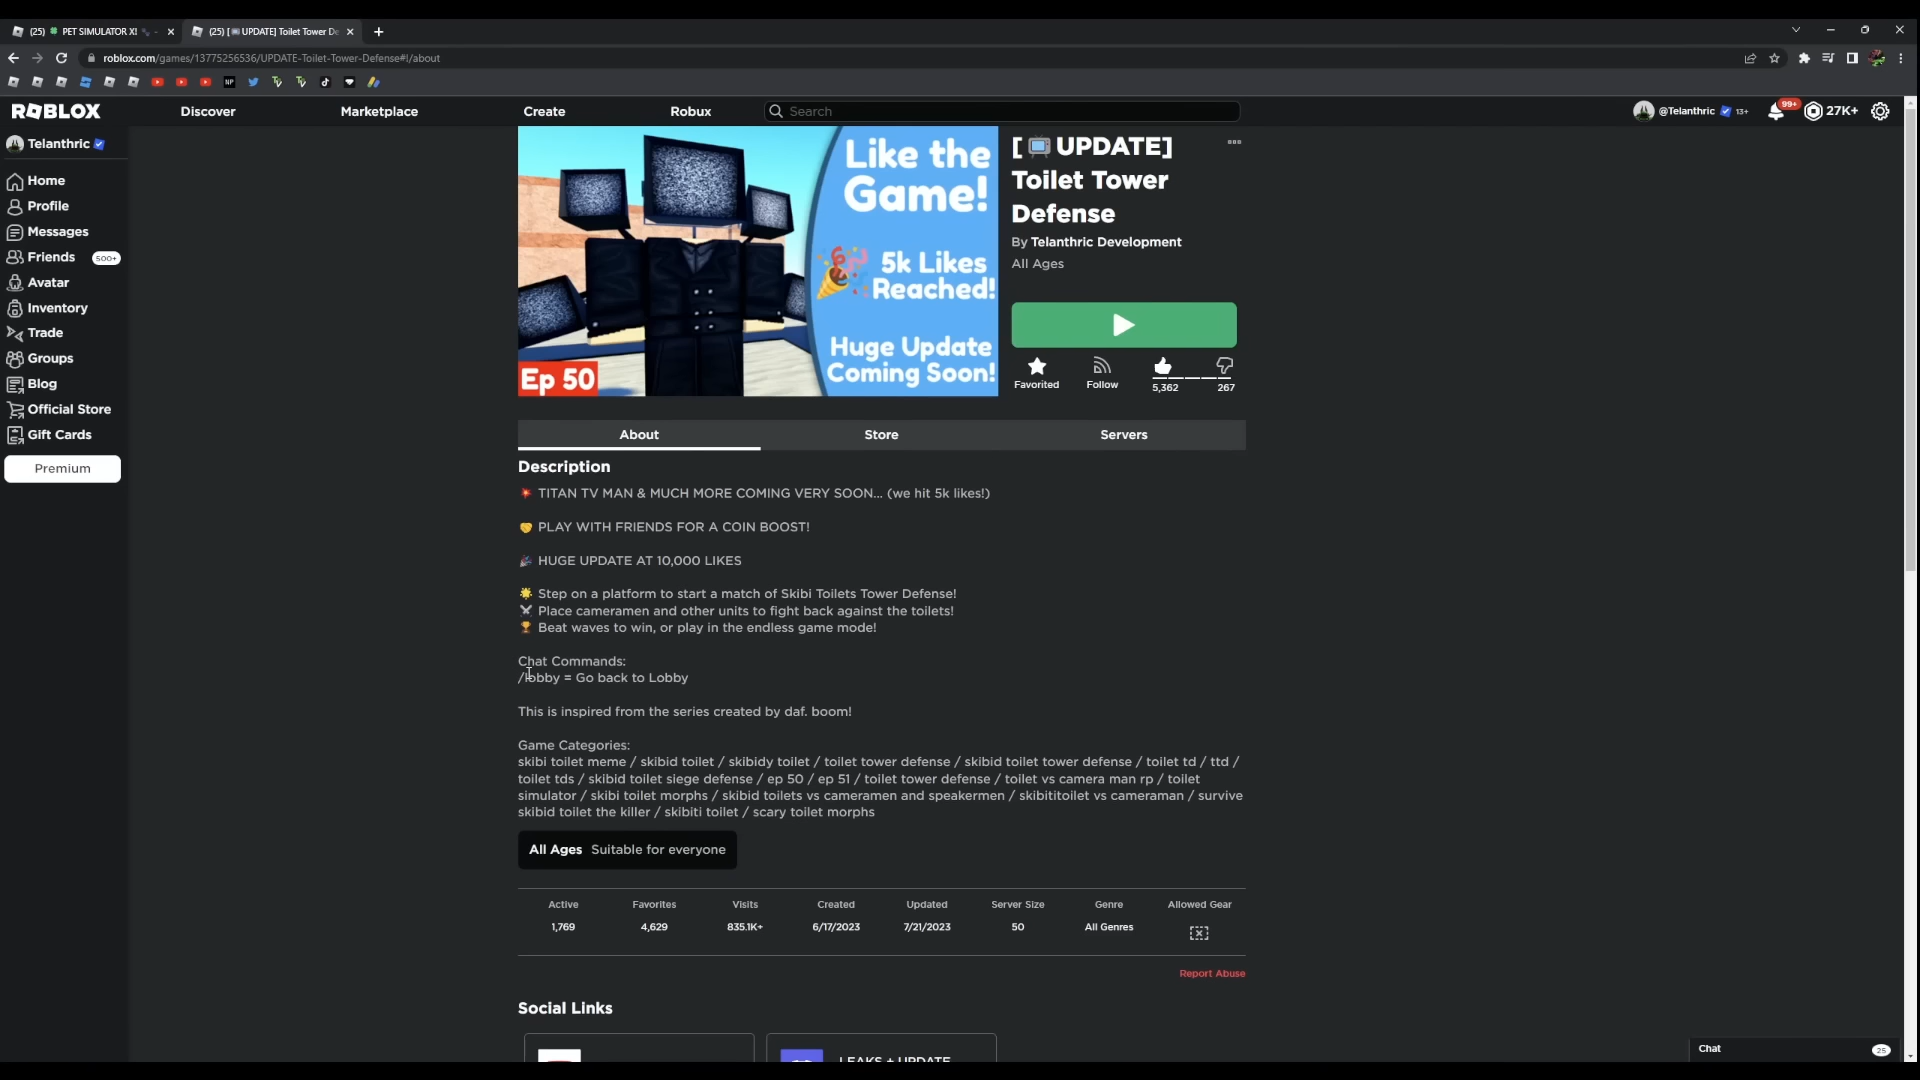 (25) PET SIMULATOR X! -
(25) [ UPDATE] Toilet Tower De
roblox.com/games/13775256536/UPDATE-Toilet-Tower-Defense#!/about
NP
ROBLOX
Discover
Marketplace
Create
Robux
Search
@Telanthric 13+
99+
27K+
Telanthric
Home
Profile
Messages
Friends 500+
Avatar
Inventory
Trade
Groups
Blog
Official Store
Gift Cards
Premium
Like the
Game!
5k Likes
Reached!
Huge Update
Coming Soon!
Ep 50
[ UPDATE]
Toilet Tower
Defense
By Telanthric Development
All Ages
Favorited
Follow
5,362
267
About
Store
Servers
Description
TITAN TV MAN & MUCH MORE COMING VERY SOON... (we hit 5k likes!)
PLAY WITH FRIENDS FOR A COIN BOOST!
HUGE UPDATE AT 10,000 LIKES
Step on a platform to start a match of Skibi Toilets Tower Defense!
Place cameramen and other units to fight back against the toilets!
Beat waves to win, or play in the endless game mode!
Chat Commands:
/lobby = Go back to Lobby
This is inspired from the series created by daf. boom!
Game Categories:
skibi toilet meme / skibid toilet / skibidy toilet / toilet tower defense / skibid toilet tower defense / toilet td / ttd /
toilet tds / skibid toilet siege defense / ep 50 / ep 51 / toilet tower defense / toilet vs camera man rp / toilet
simulator / skibi toilet morphs / skibid toilets vs cameramen and speakermen / skibititoilet vs cameraman / survive
skibid toilet the killer / skibiti toilet / scary toilet morphs
All Ages Suitable for everyone
Active Favorites Visits Created Updated Server Size Genre Allowed Gear
1,769 4,629 835.1K+ 6/17/2023 7/21/2023 50 All Genres
Report Abuse
Social Links
LEAKS + UPDATE
Chat 25